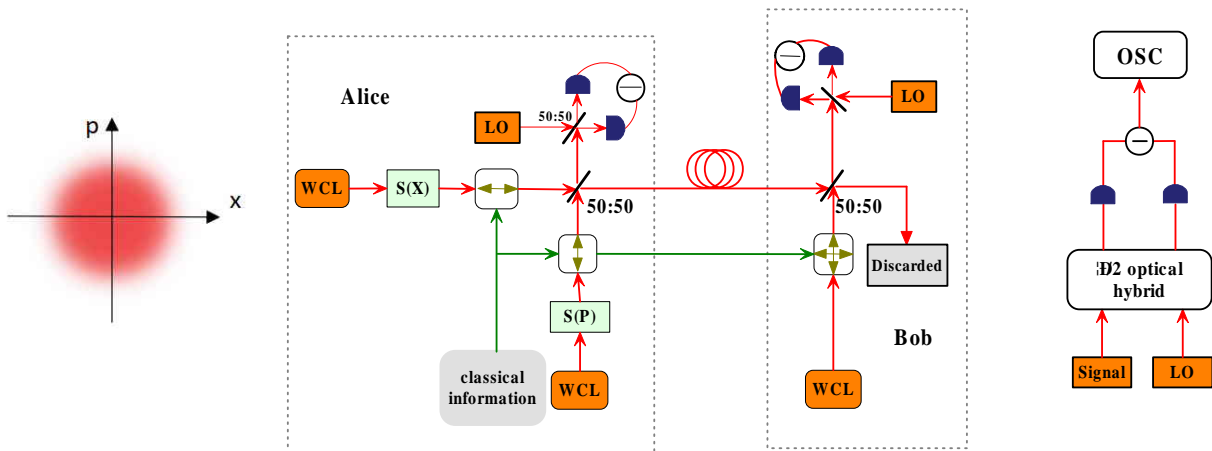 p
x
Alice
LO
50:50
WCL
S(X)
50:50
S(P)
classical
information
WCL
LO
50:50
Discarded
Bob
WCL
OSC
¦Ð/2 optical
hybrid
Signal
LO